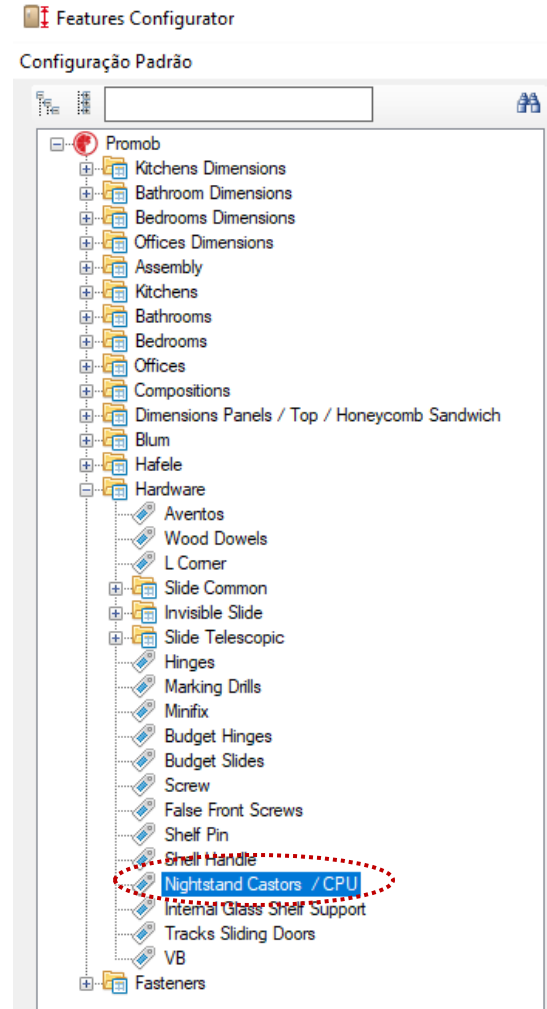 Features Configurator
Configuração Padrão
Promob
Kitchens Dimensions
Bathroom Dimensions
Bedrooms Dimensions
Offices Dimensions
Assembly
Kitchens
Bathrooms
Bedrooms
Offices
Compositions
Dimensions Panels / Top / Honeycomb Sandwich
Blum
Hafele
Hardware
Aventos
Wood Dowels
L Corner
Slide Common
Invisible Slide
Slide Telescopic
Hinges
Marking Drills
Minifix
Budget Hinges
Budget Slides
Screw
False Front Screws
Shelf Pin
Shell Handle
Nightstand Castors / CPU
Internal Glass Shelf Support
Tracks Sliding Doors
VB
Fasteners